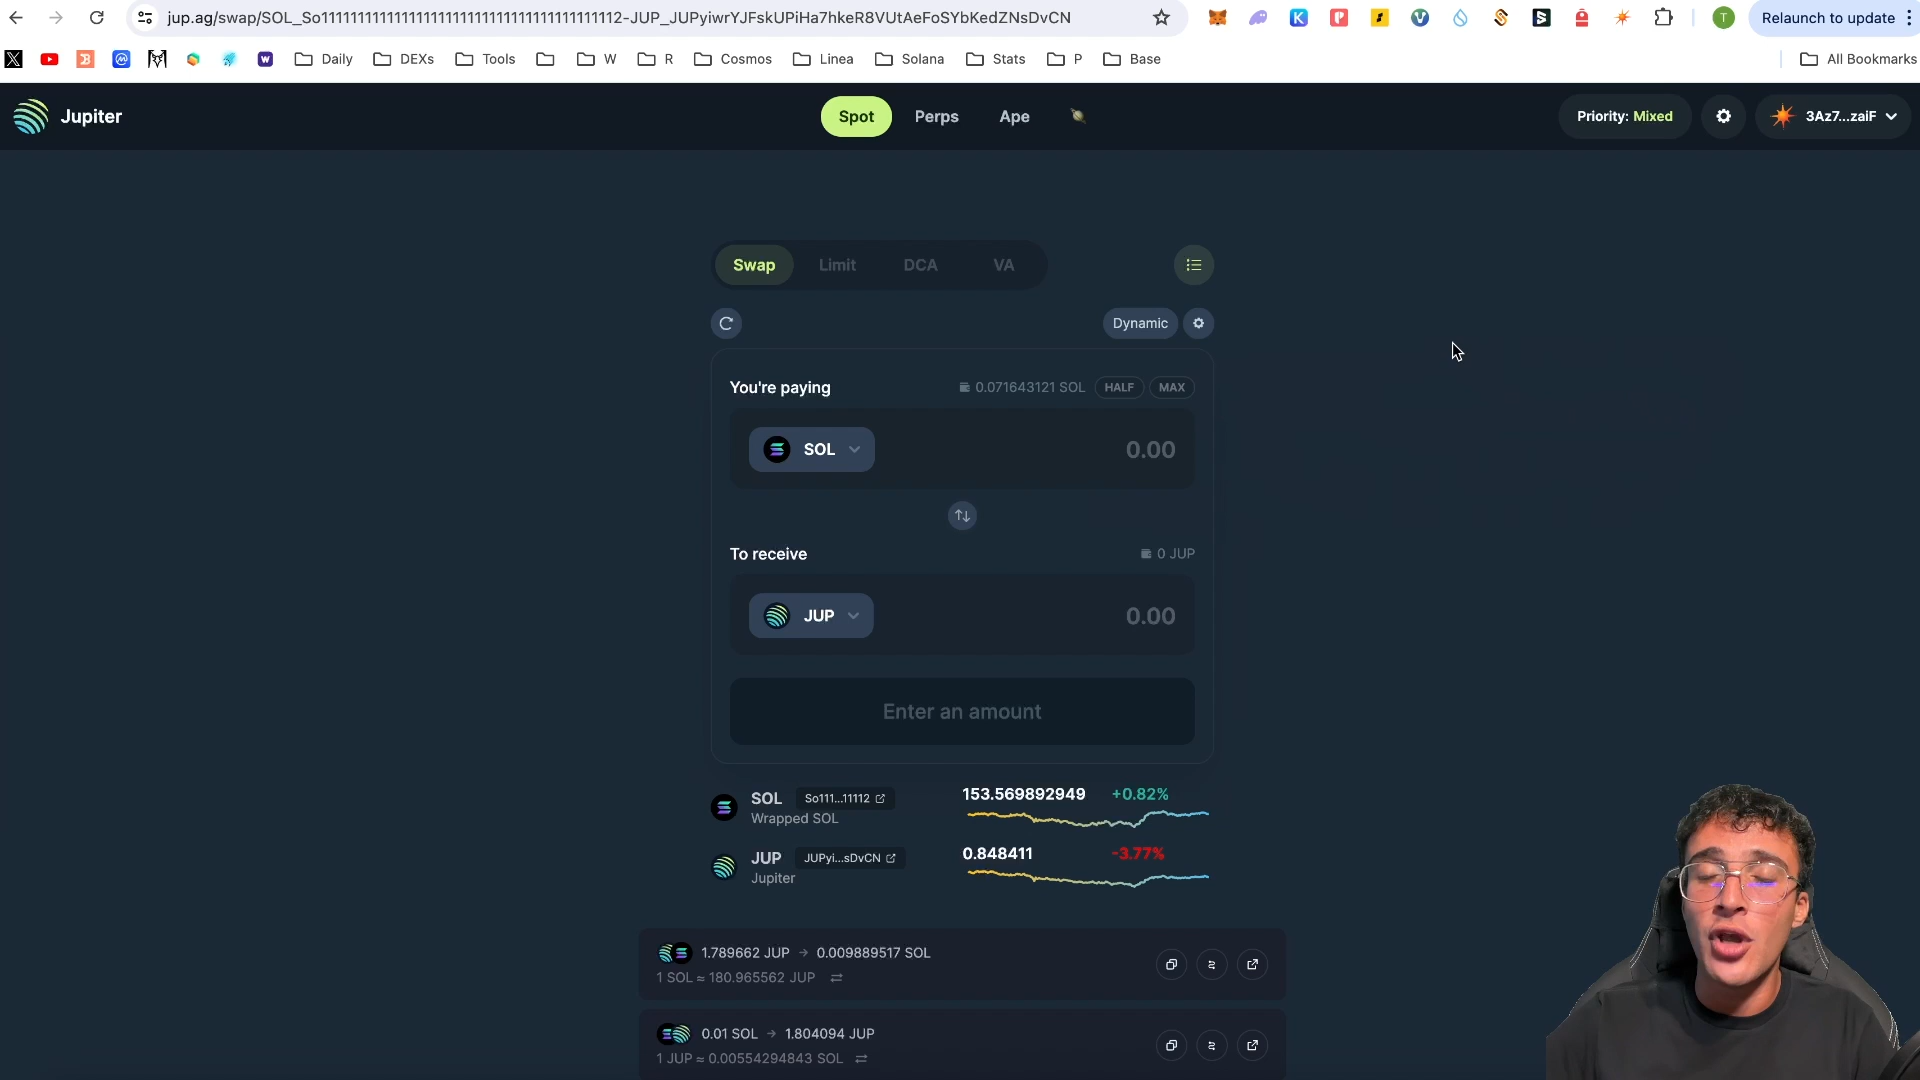 jup.ag/swap/SOL_So11111111111111111111111111111111111111112-JUP_JUPyiwrYJFskUPiHa7hkeR8VUtAeFoSYbKedZNsDvCN
T
Relaunch to update
Daily
DEXs
Tools
W
R
Cosmos
Linea
Solana
Stats
P
Base
All Bookmarks
Jupiter
Spot
Perps
Ape
Priority: Mixed
3Az7...zaiF
Swap
Limit
DCA
VA
Dynamic
You're paying
0.071643121 SOL
HALF
MAX
SOL
0.00
To receive
0 JUP
JUP
0.00
Enter an amount
SOL
So111...11112
153.569892949
+0.82%
Wrapped SOL
JUP
JUPyi...sDvCN
0.848411
-3.77%
Jupiter
1.789662 JUP → 0.009889517 SOL
1 SOL ≈ 180.965562 JUP
0.01 SOL → 1.804094 JUP
1 JUP ≈ 0.00554294843 SOL